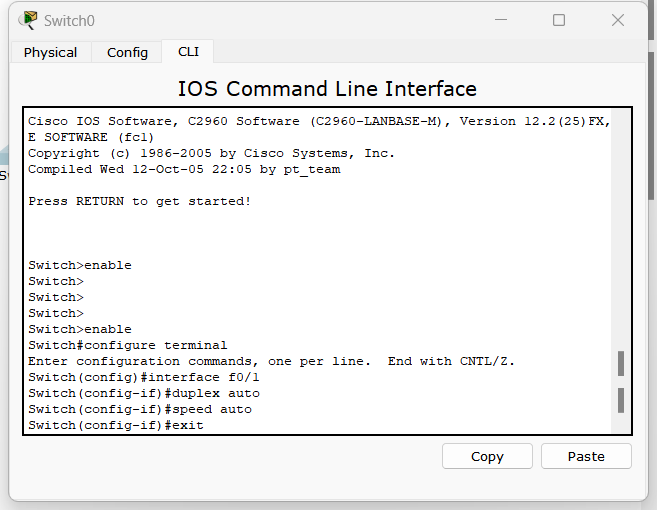 Switch0
Physical Config CLI
IOS Command Line Interface
Cisco IOS Software, C2960 Software (C2960-LANBASE-M), Version 12.2(25)FX,
E SOFTWARE (fc1)
Copyright (c) 1986-2005 by Cisco Systems, Inc.
Compiled Wed 12-Oct-05 22:05 by pt_team
Press RETURN to get started!
Switch>enable
Switch>
Switch>
Switch>
Switch>enable
Switch#configure terminal
Enter configuration commands, one per line.  End with CNTL/Z.
Switch(config)#interface f0/1
Switch(config-if)#duplex auto
Switch(config-if)#speed auto
Switch(config-if)#exit
Copy Paste